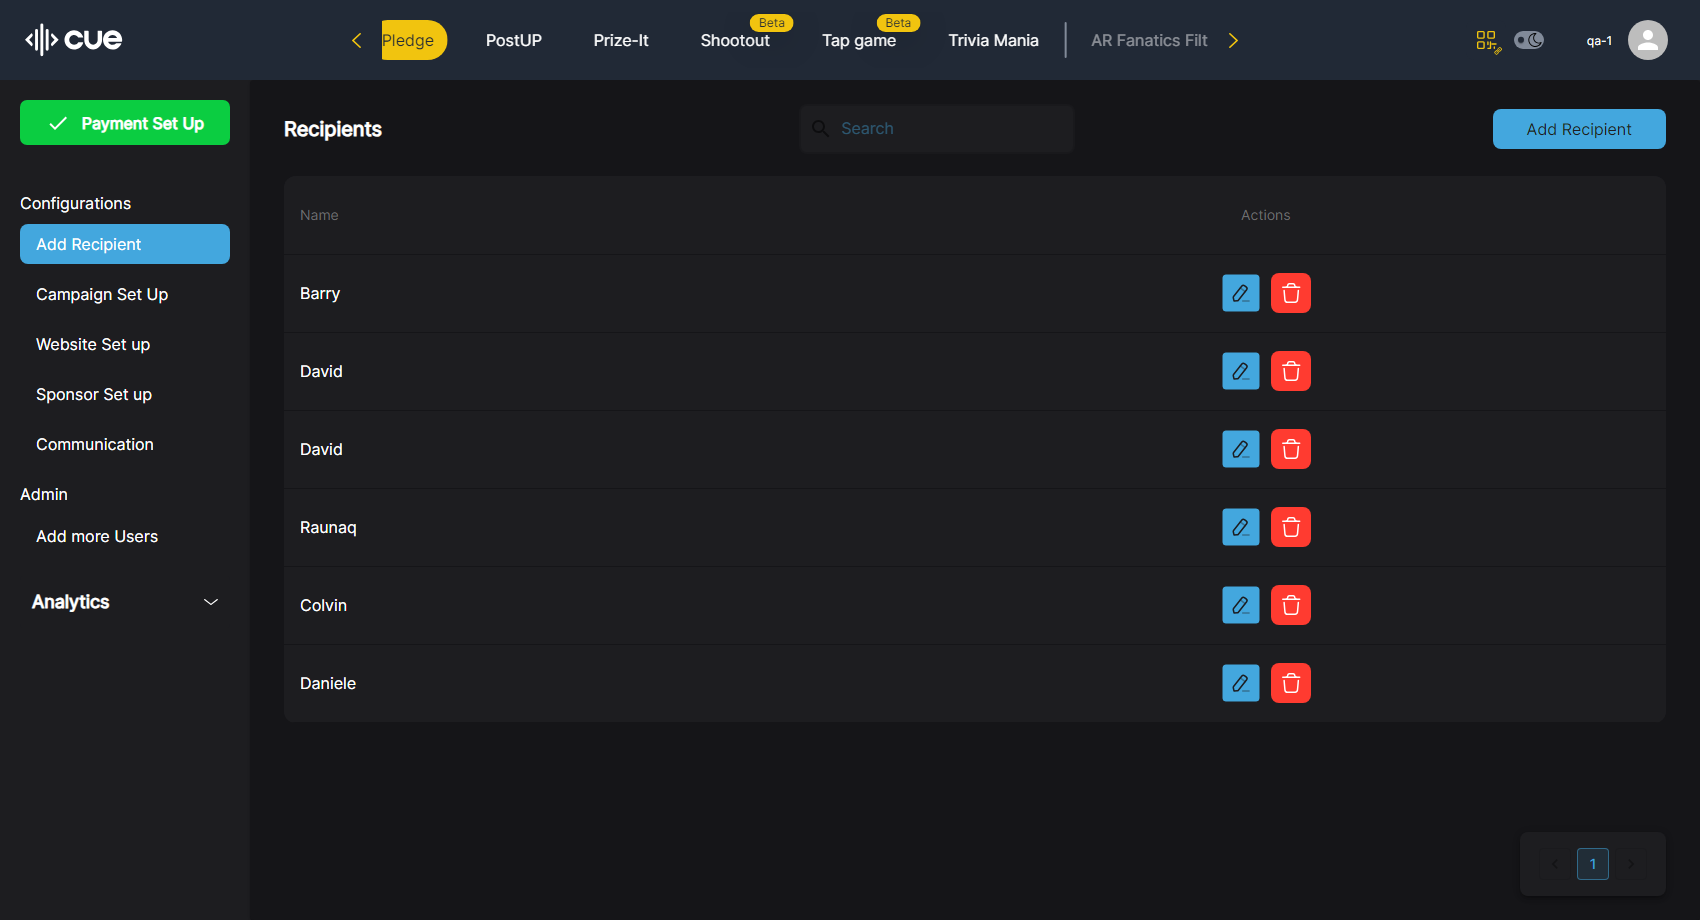 cue
Pledge
PostUP
Prize-It
Shootout
Beta
Tap game
Beta
Trivia Mania
AR Fanatics Filt
qa-1
Payment Set Up
Configurations
Add Recipient
Campaign Set Up
Website Set up
Sponsor Set up
Communication
Admin
Add more Users
Analytics
Recipients
Search
Add Recipient
Name
Actions
Barry
David
David
Raunaq
Colvin
Daniele
1